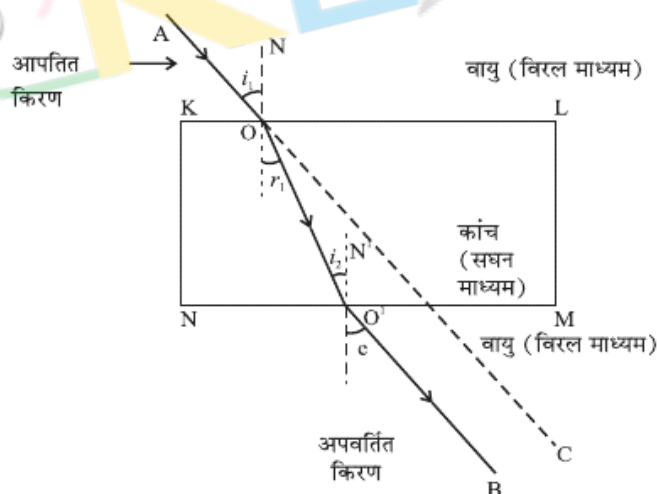 A
N
आपतित
किरण
i₁
वायु (विरल माध्यम)
K
L
O
r₁
कांच
(सघन
माध्यम)
i₂
N'
N
O'
M
e
वायु (विरल माध्यम)
अपवर्तित
किरण
C
B